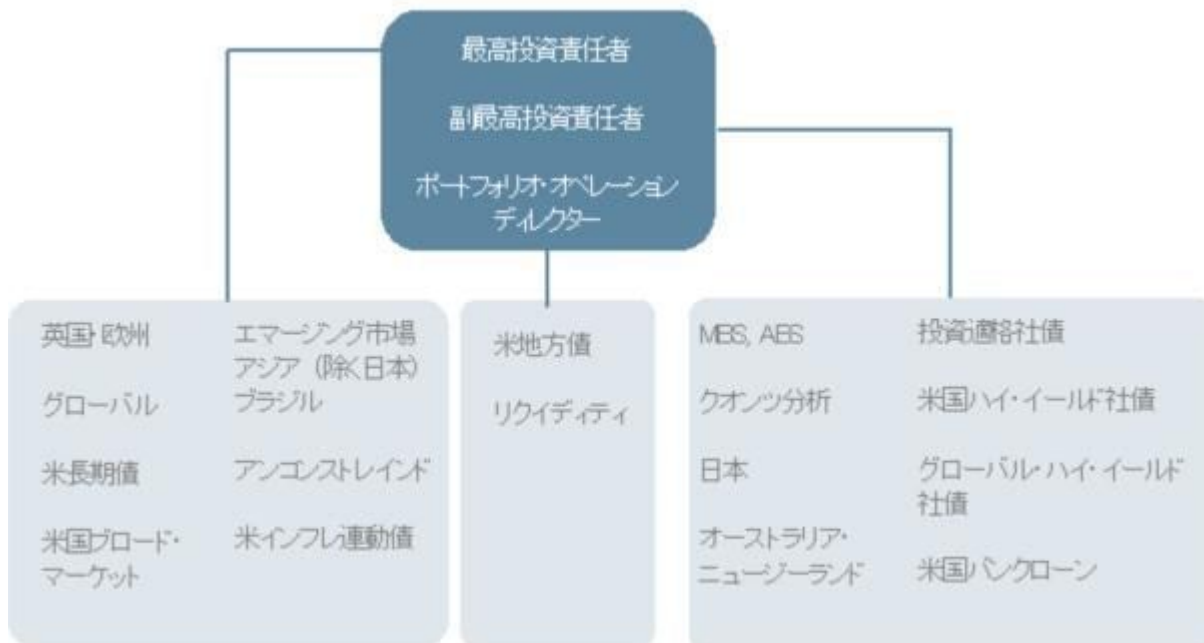 最高投資責任者
副最高投資責任者
ポートフォリオ・オペレーション
ディレクター
英国・欧州
グローバル
米長期債
米国ブロード・
マーケット
エマージング市場
アジア（除く日本）
ブラジル
アンコンストレインド
米インフレ連動債
米地方債
リクイディティ
MBS, ABS
クオンツ分析
日本
オーストラリア・
ニュージーランド
投資適格社債
米国ハイ・イールド社債
グローバル・ハイ・イールド
社債
米国バンクローン